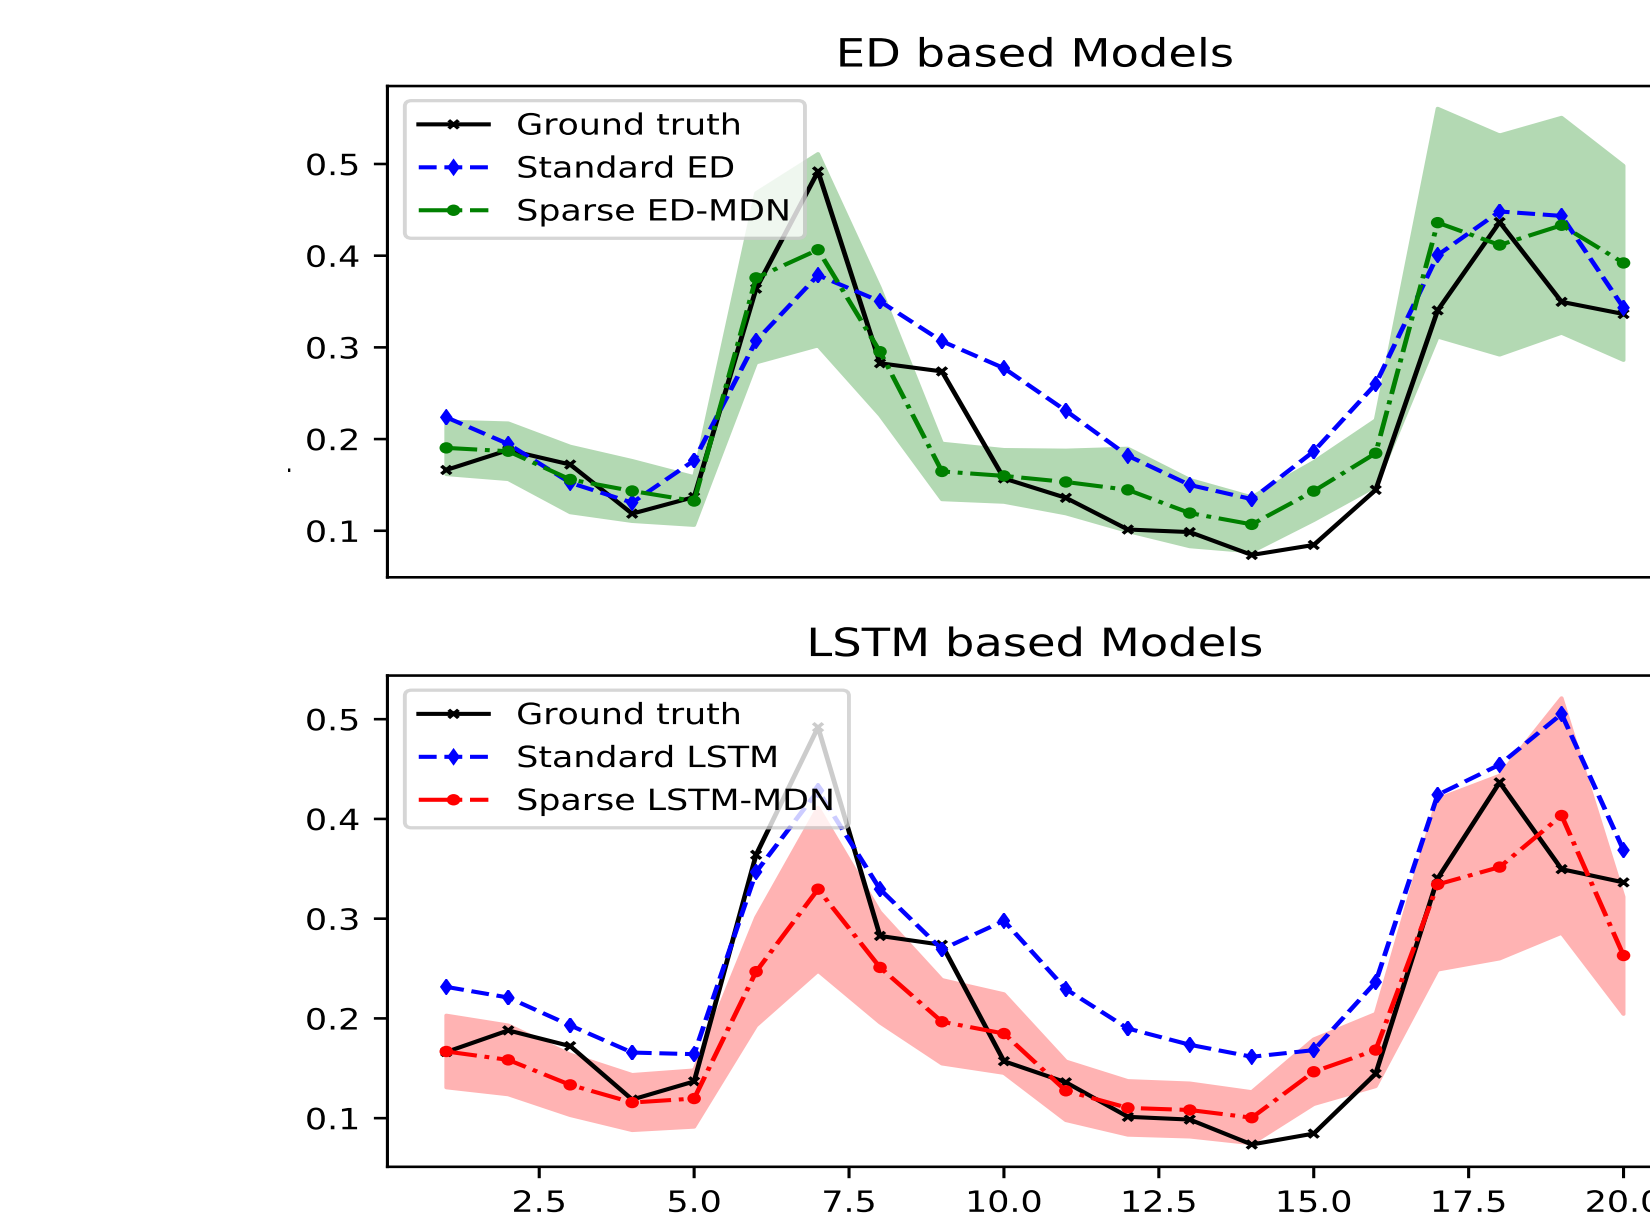 ED based Models
Ground truth
Standard ED
Sparse ED-MDN
0.5
0.4
0.3
0.2
0.1
LSTM based Models
Ground truth
Standard LSTM
Sparse LSTM-MDN
0.5
0.4
0.3
0.2
0.1
2.5 5.0 7.5 10.0 12.5 15.0 17.5 20.0